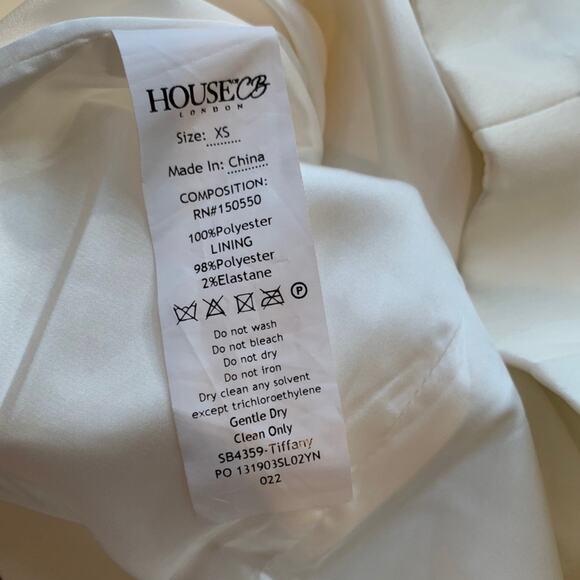 HOUSE OF CB
LONDON
Size: XS
Made In: China
COMPOSITION:
RN#150550
100%Polyester
LINING
98%Polyester
2%Elastane
P
Do not wash
Do not bleach
Do not dry
Do not iron
Dry clean any solvent
except trichloroethylene
Gentle Dry
Clean Only
SB4359-Tiffany
PO 131903SL02YN
022